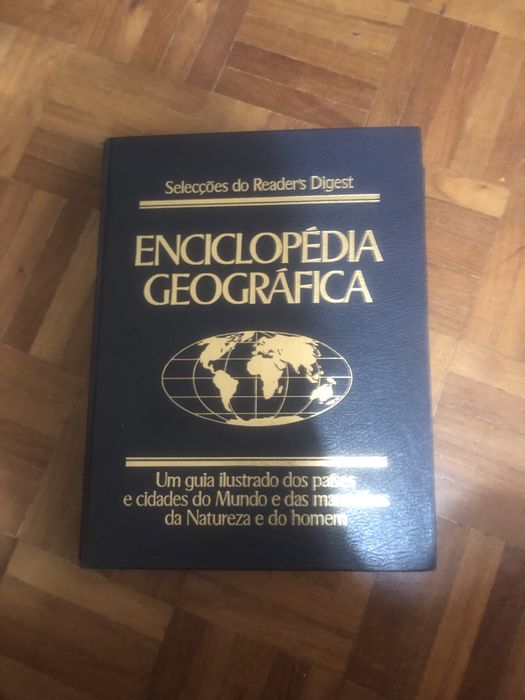 Selecções do Reader's Digest
ENCICLOPÉDIA
GEOGRÁFICA
Um guia ilustrado dos países
e cidades do Mundo e das maravilhas
da Natureza e do homem